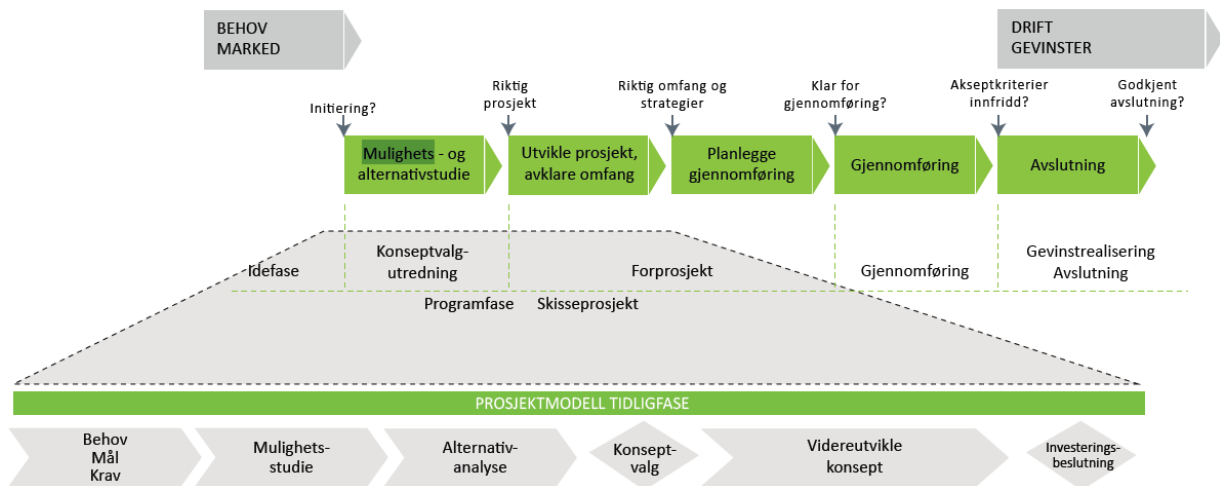 BEHOV
MARKED
DRIFT
GEVINSTER
Initiering?
Riktig
prosjekt
Riktig omfang og
strategier
Klar for
gjennomføring?
Akseptkriterier
innfridd?
Godkjent
avslutning?
Mulighets - og
alternativstudie
Utvikle prosjekt,
avklare omfang
Planlegge
gjennomføring
Gjennomføring
Avslutning
Idefase
Konseptvalg-
utredning
Forprosjekt
Gjennomføring
Gevinstrealisering
Avslutning
Programfase
Skisseprosjekt
PROSJEKTMODELL TIDLIGFASE
Behov
Mål
Krav
Mulighets-
studie
Alternativ-
analyse
Konsept-
valg
Videreutvikle
konsept
Investerings-
beslutning